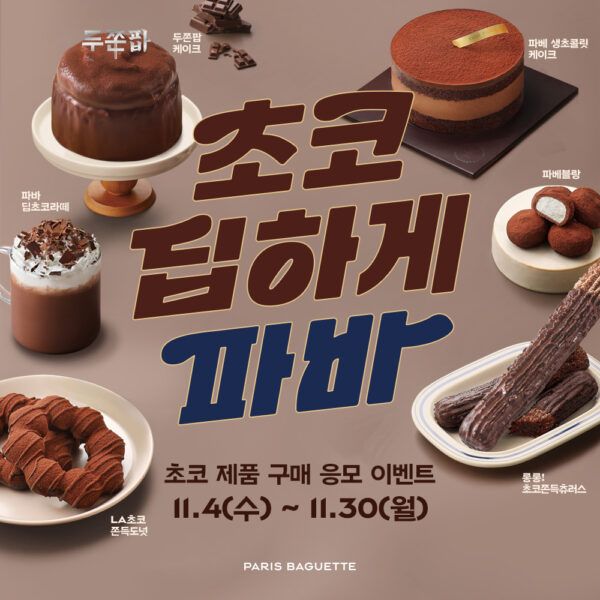 두쫀팝
두쫀팝
케이크
파베 생초콜릿
케이크
초코
딥하게
파바
파바
딥초코라떼
파베블랑
롱롱!
초코쫀득츄러스
LA초코
쫀득도넛
초코 제품 구매 응모 이벤트
11.4(수) ~ 11.30(월)
PARIS BAGUETTE